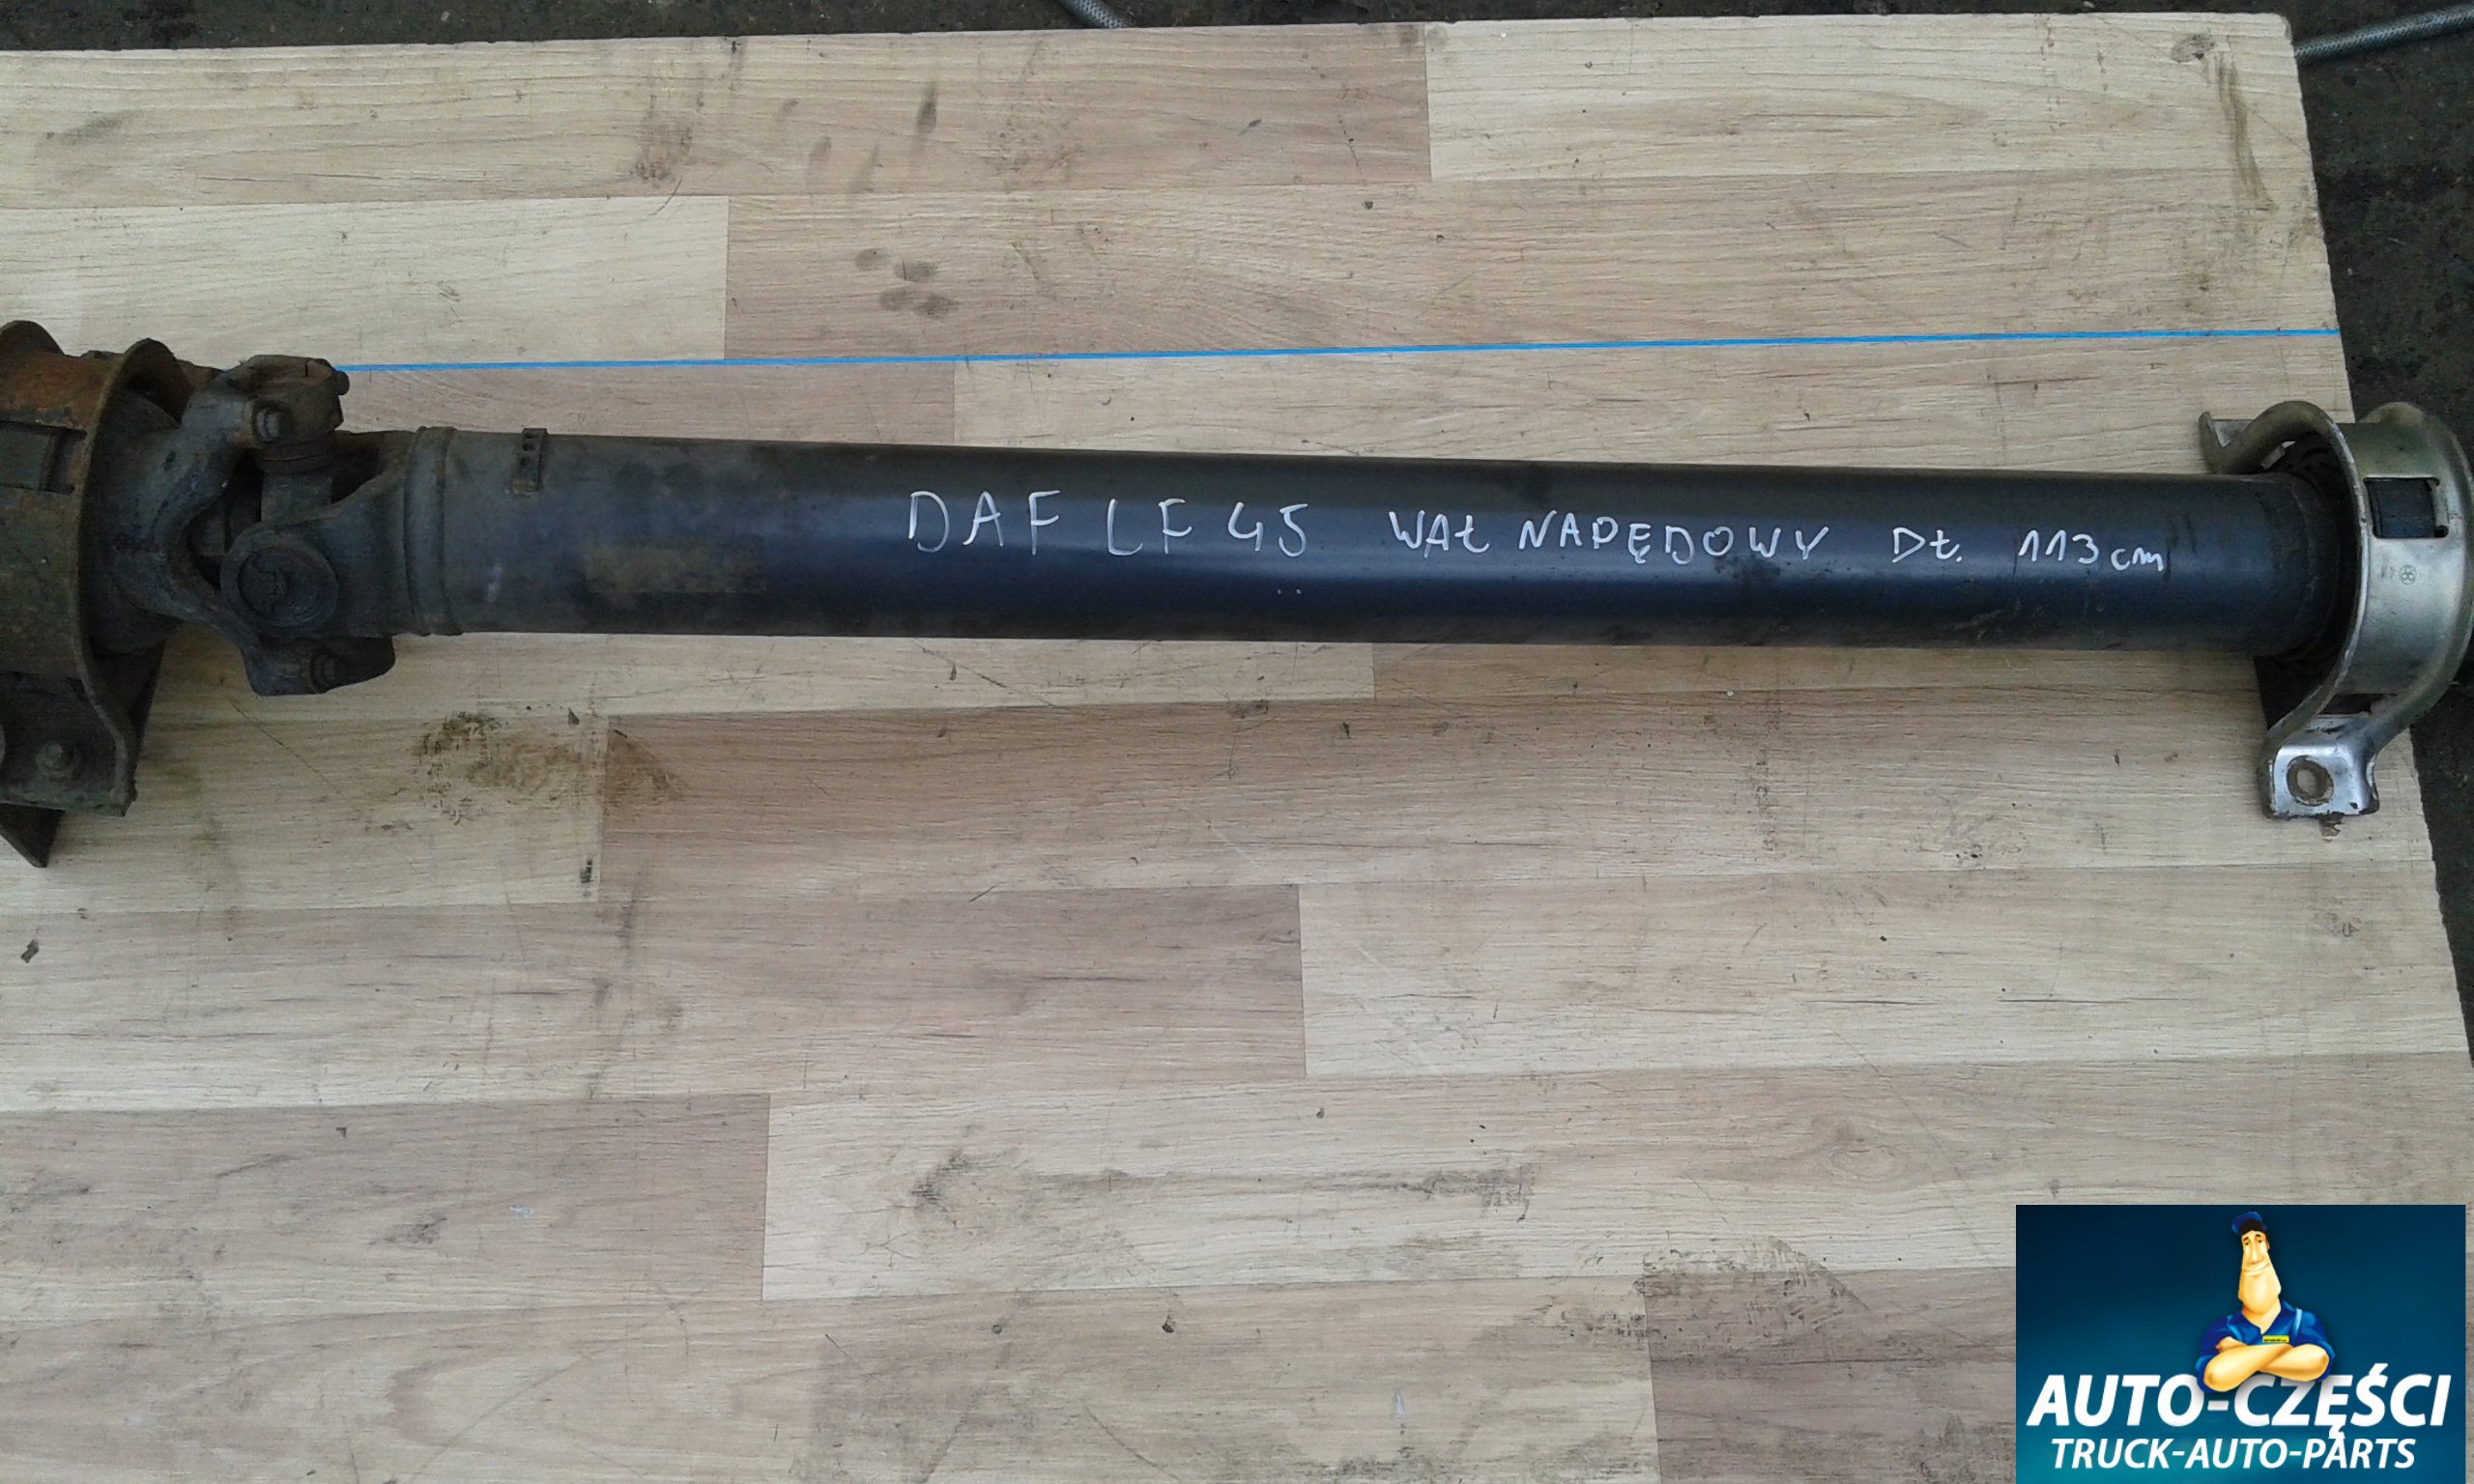 DAF LF 45 WAŁ NAPĘDOWY DŁ. 113 cm
AUTO-CZĘŚCI
TRUCK-AUTO-PARTS